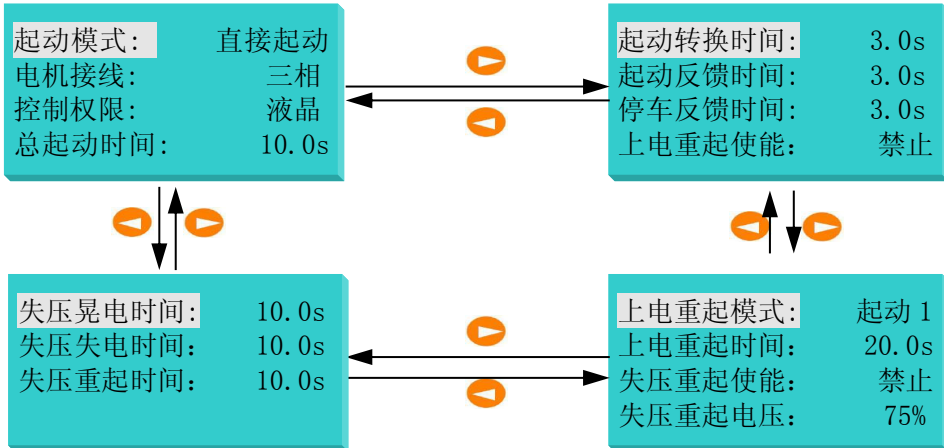 起动模式: 直接起动
电机接线: 三相
控制权限: 液晶
总起动时间: 10.0s
起动转换时间: 3.0s
起动反馈时间: 3.0s
停车反馈时间: 3.0s
上电重起使能： 禁止
失压晃电时间: 10.0s
失压失电时间： 10.0s
失压重起时间： 10.0s
上电重起模式: 起动 1
上电重起时间： 20.0s
失压重起使能： 禁止
失压重起电压： 75%